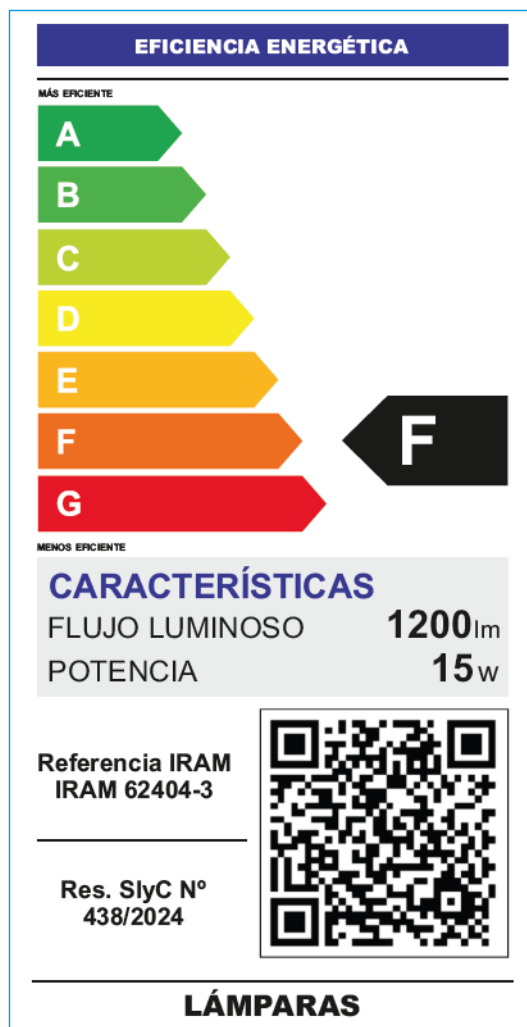 EFICIENCIA ENERGÉTICA
MÁS EFICIENTE
A
B
C
D
E
F
F
G
MENOS EFICIENTE
CARACTERÍSTICAS
FLUJO LUMINOSO 1200lm
POTENCIA 15w
Referencia IRAM
IRAM 62404-3
Res. SIyC Nº
438/2024
LÁMPARAS